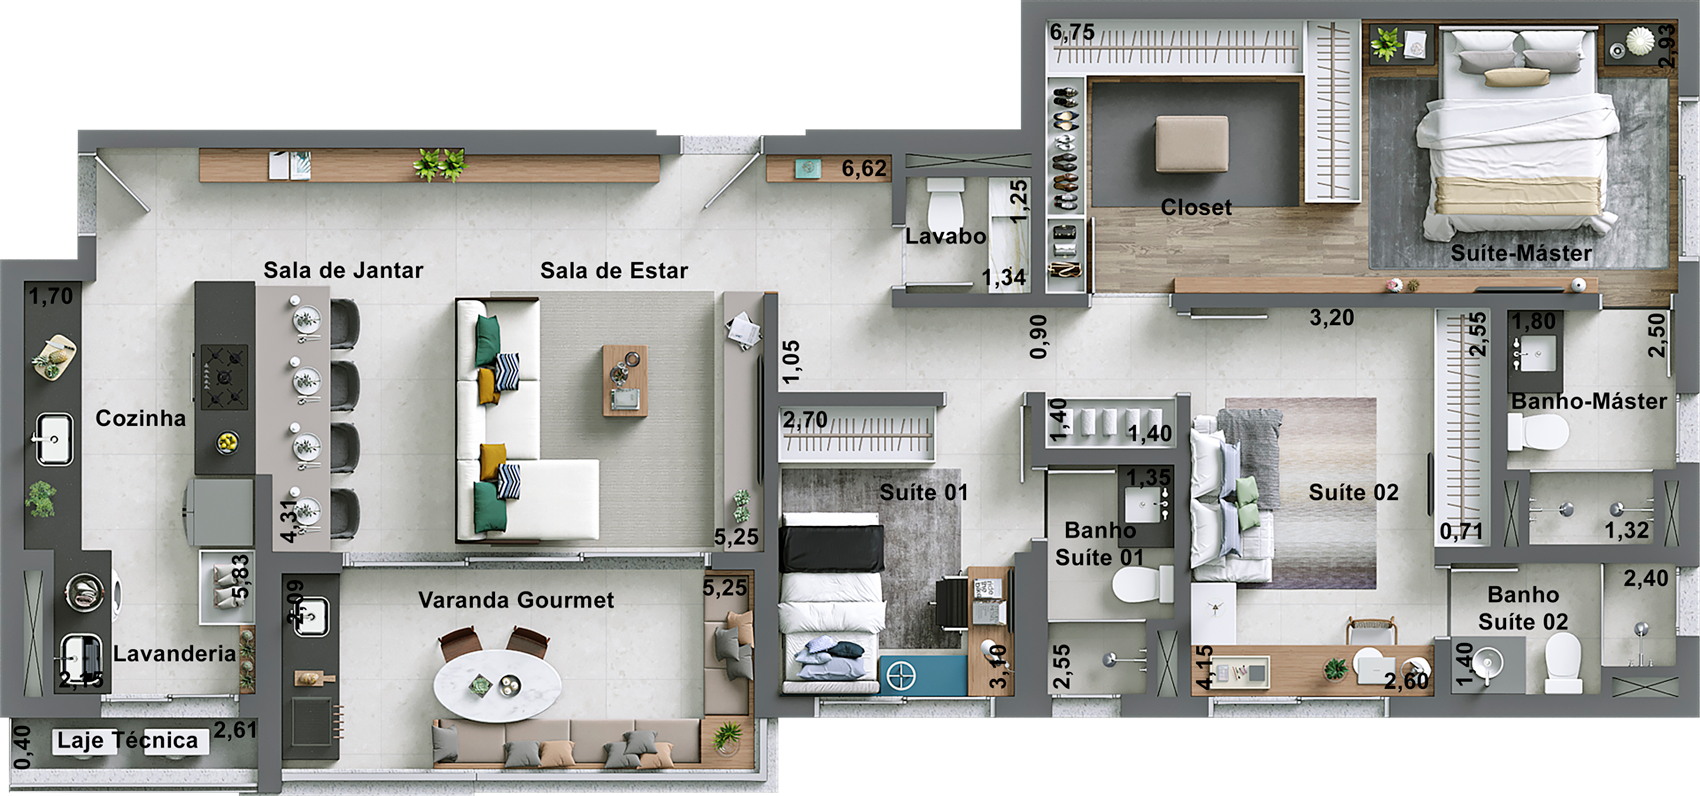 6,75
2,93
6,62
1,25
Closet
Lavabo
Suíte-Máster
Sala de Jantar
Sala de Estar
1,34
1,70
3,20
1,80
2,55
2,50
0,90
1,05
Banho-Máster
Cozinha
2,70
1,40
1,40
1,35
Suíte 01
Suíte 02
4,31
5,25
Banho
Suíte 01
0,71
1,32
5,83
2,09
5,25
2,40
Varanda Gourmet
Banho
Suíte 02
Lavanderia
2,15
3,10
2,55
4,15
2,60
1,40
0,40
Laje Técnica
2,61